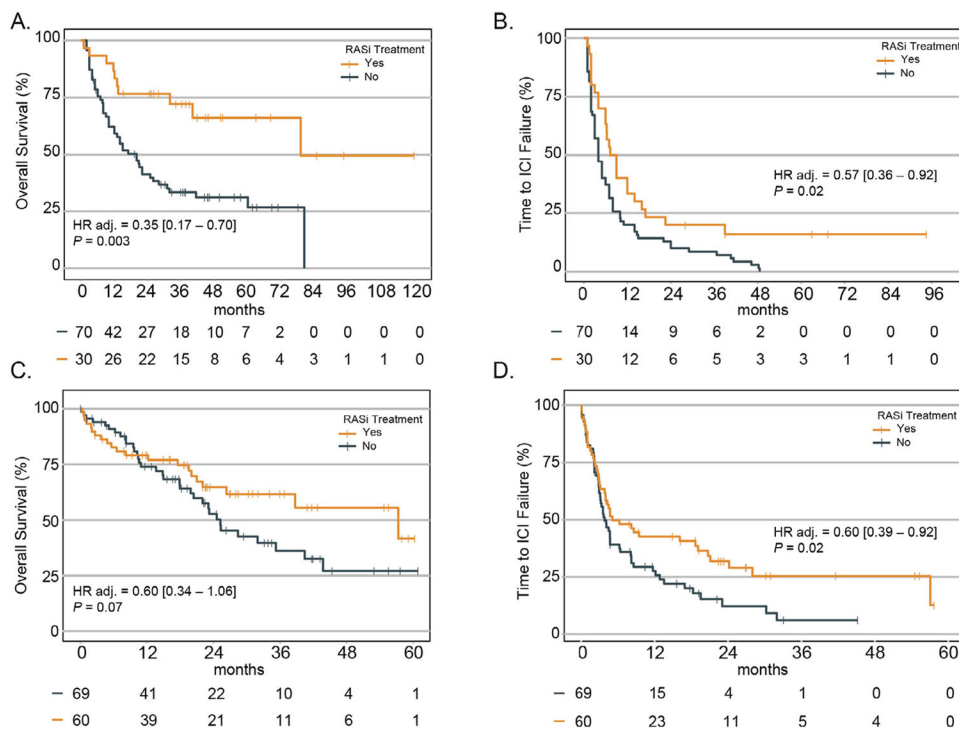 A.
Overall Survival (%)
100
75
50
25
0
RASi Treatment
Yes
No
HR adj. = 0.35 [0.17 – 0.70]
P = 0.003
0 12 24 36 48 60 72 84 96 108 120
months
70 42 27 18 10 7 2 0 0 0 0
30 26 22 15 8 6 4 3 1 1 0
B.
Time to ICI Failure (%)
100
75
50
25
0
RASi Treatment
Yes
No
HR adj. = 0.57 [0.36 – 0.92]
P = 0.02
0 12 24 36 48 60 72 84 96
months
70 14 9 6 2 0 0 0 0
30 12 6 5 3 3 1 1 0
C.
Overall Survival (%)
100
75
50
25
0
RASi Treatment
Yes
No
HR adj. = 0.60 [0.34 – 1.06]
P = 0.07
0 12 24 36 48 60
months
69 41 22 10 4 1
60 39 21 11 6 1
D.
Time to ICI Failure (%)
100
75
50
25
0
RASi Treatment
Yes
No
HR adj. = 0.60 [0.39 – 0.92]
P = 0.02
0 12 24 36 48 60
months
69 15 4 1 0 0
60 23 11 5 4 0